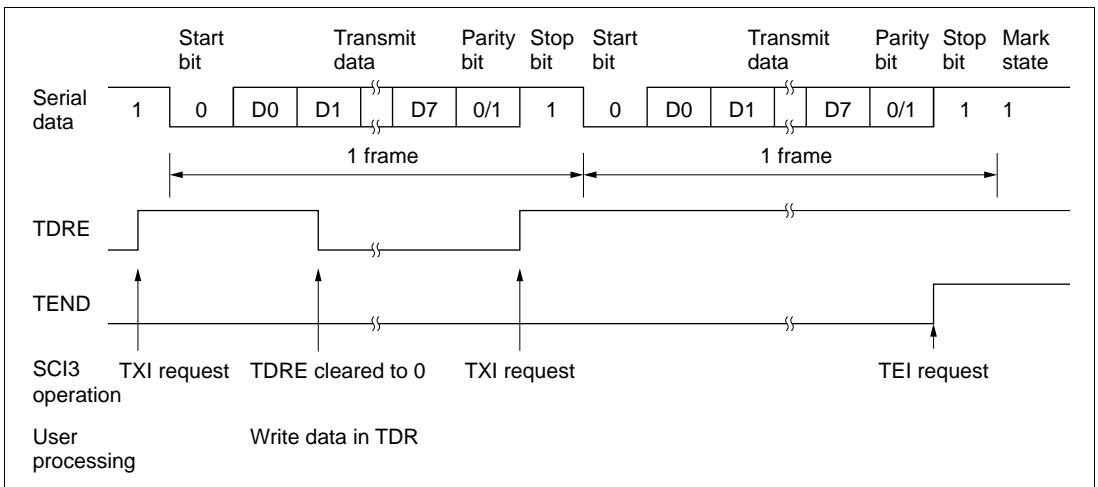 Start bit Transmit data Parity bit Stop bit Start bit Transmit data Parity bit Stop bit Mark state
Serial data 1 0 D0 D1 D7 0/1 1 0 D0 D1 D7 0/1 1 1
1 frame 1 frame
TDRE
TEND
SCI3 operation TXI request TDRE cleared to 0 TXI request TEI request
User processing Write data in TDR